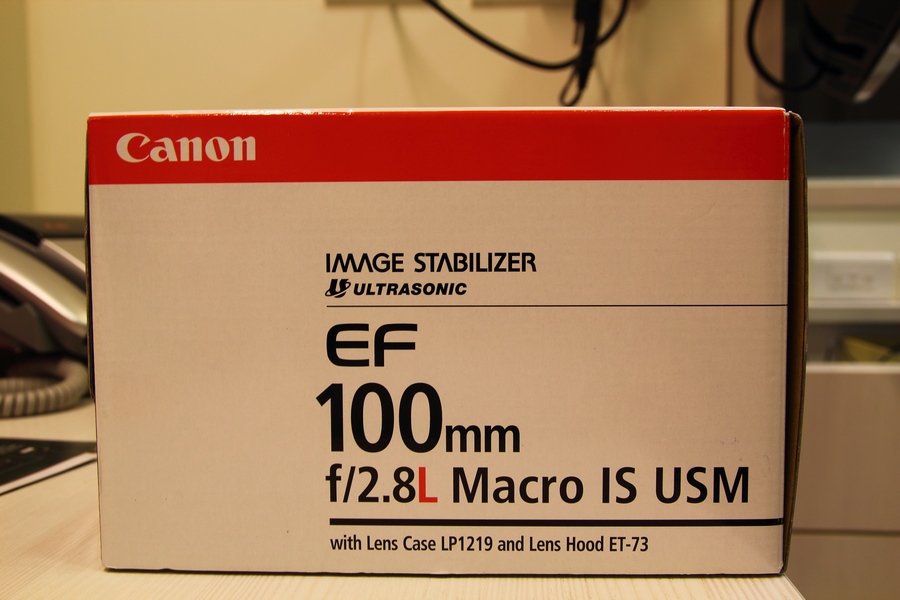 Canon
IMAGE STABILIZER
ULTRASONIC
EF
100mm
f/2.8L Macro IS USM
with Lens Case LP1219 and Lens Hood ET-73